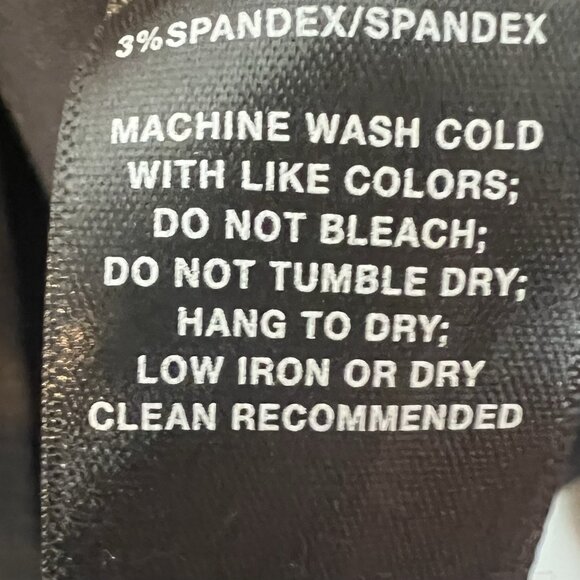 3%SPANDEX/SPANDEX
MACHINE WASH COLD
WITH LIKE COLORS;
DO NOT BLEACH;
DO NOT TUMBLE DRY;
HANG TO DRY;
LOW IRON OR DRY
CLEAN RECOMMENDED